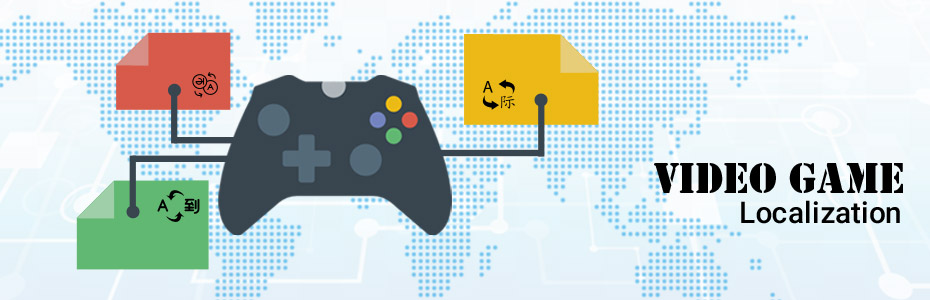 A
A 际
A 到
VIDEO GAME
Localization